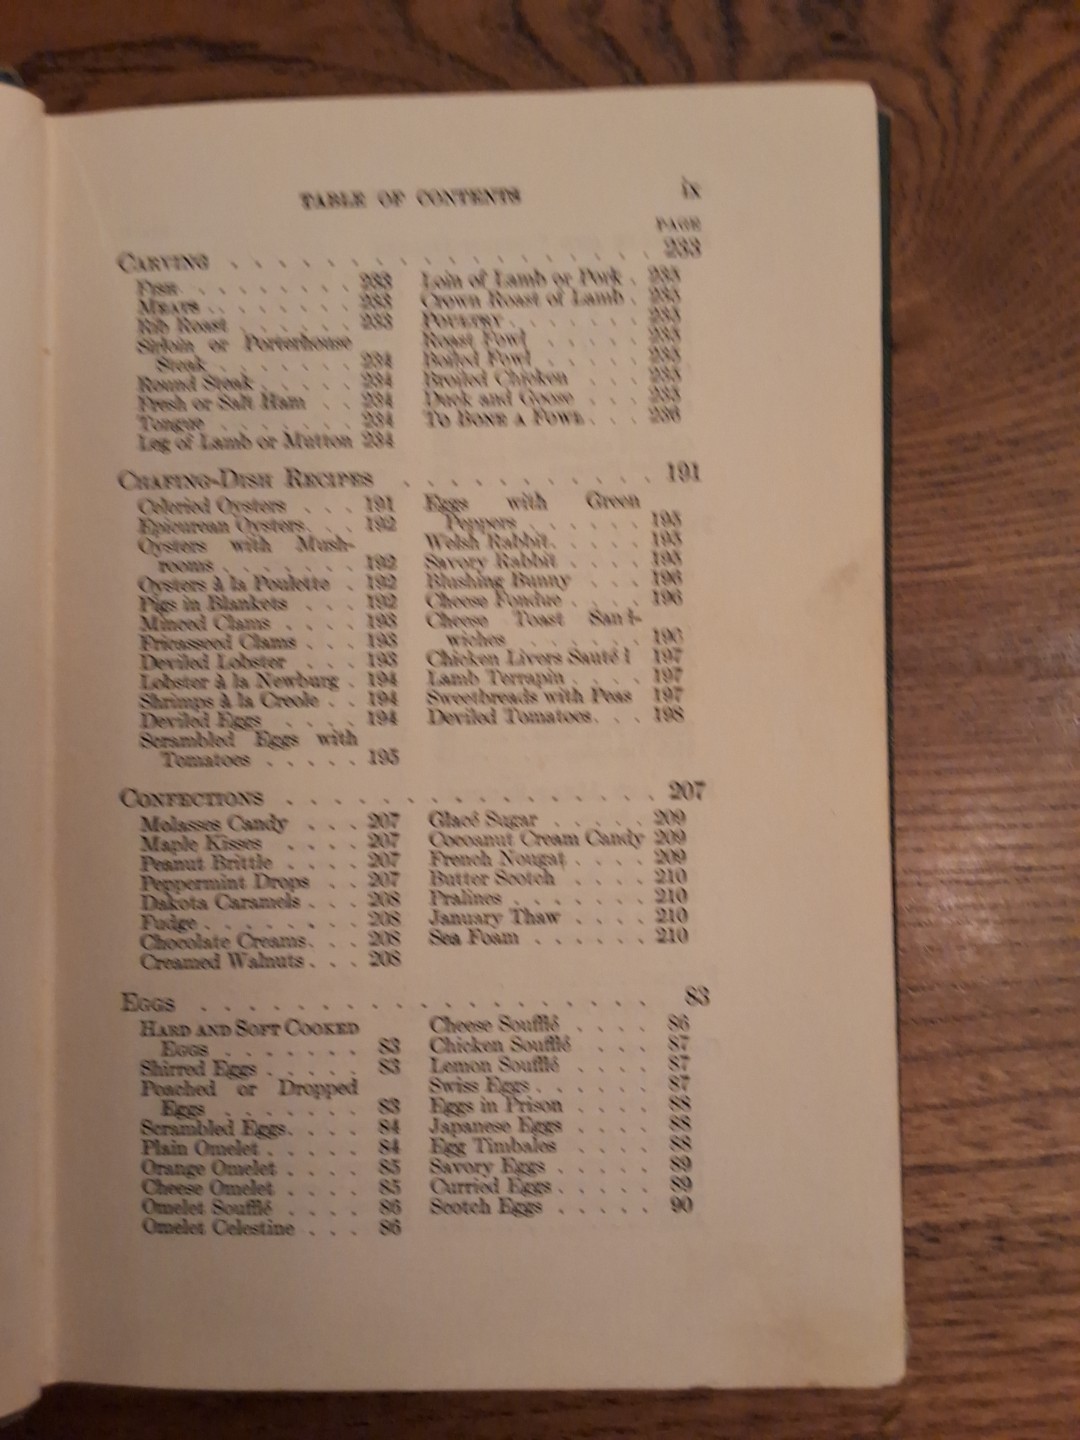 TABLE OF CONTENTS ix
PAGE
CARVING . . . . . . . . . . . . . . . . . . 233
FISH . . . . . . . . 233
MEATS . . . . . . . . 233
Rib Roast . . . . . . 233
Sirloin or Porterhouse
Steak . . . . . . . 234
Round Steak . . . . . 234
Fresh or Salt Ham . . 234
Tongue . . . . . . . 234
Leg of Lamb or Mutton 234
Loin of Lamb or Pork . 235
Crown Roast of Lamb . 235
POULTRY . . . . . . . 235
Roast Fowl . . . . . 235
Boiled Fowl . . . . . 235
Broiled Chicken . . . 235
Duck and Goose . . . 235
TO BONE A FOWL . . . 236
CHAFING-DISH RECIPES . . . . . . . . . . . 191
Celeried Oysters . . . 191
Epicurean Oysters . . . 192
Oysters with Mush-
rooms . . . . . . . 192
Oysters à la Poulette . 192
Pigs in Blankets . . . 192
Minced Clams . . . . 193
Fricasseed Clams . . . 193
Deviled Lobster . . . 193
Lobster à la Newburg . 194
Shrimps à la Creole . . 194
Deviled Eggs . . . . 194
Scrambled Eggs with
Tomatoes . . . . . 195
Eggs with Green
Peppers . . . . . . 195
Welsh Rabbit . . . . . 195
Savory Rabbit . . . . 195
Blushing Bunny . . . 196
Cheese Fondue . . . . 196
Cheese Toast Sand-
wiches . . . . . . 196
Chicken Livers Sautéd 197
Lamb Terrapin . . . . 197
Sweetbreads with Peas 197
Deviled Tomatoes . . . 198
CONFECTIONS . . . . . . . . . . . . . . . . 207
Molasses Candy . . . 207
Maple Kisses . . . . 207
Peanut Brittle . . . . 207
Peppermint Drops . . 207
Dakota Caramels . . . 208
Fudge . . . . . . . . 208
Chocolate Creams . . . 208
Creamed Walnuts . . . 208
Glacé Sugar . . . . . 209
Cocoanut Cream Candy 209
French Nougat . . . . 209
Butter Scotch . . . . 210
Pralines . . . . . . . 210
January Thaw . . . . 210
Sea Foam . . . . . . 210
EGGS . . . . . . . . . . . . . . . . . . . 83
HARD AND SOFT COOKED
EGGS . . . . . . . 83
Shirred Eggs . . . . . 83
Poached or Dropped
Eggs . . . . . . . 83
Scrambled Eggs . . . . 84
Plain Omelet . . . . . 84
Orange Omelet . . . . 85
Cheese Omelet . . . . 85
Omelet Soufflé . . . . 86
Omelet Celestine . . . 86
Cheese Soufflé . . . . 86
Chicken Soufflé . . . 87
Lemon Soufflé . . . . 87
Swiss Eggs . . . . . . 87
Eggs in Prison . . . . 88
Japanese Eggs . . . . 88
Egg Timbales . . . . 88
Savory Eggs . . . . . 89
Curried Eggs . . . . . 89
Scotch Eggs . . . . . 90